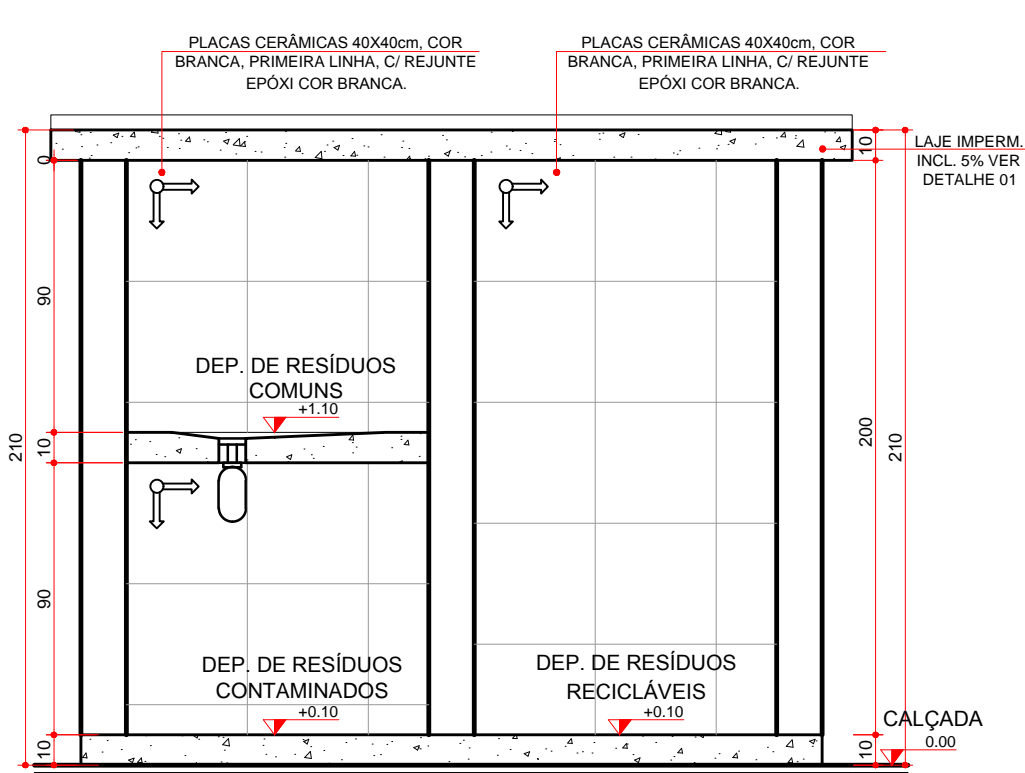 PLACAS CERÂMICAS 40X40cm, COR
BRANCA, PRIMEIRA LINHA, C/ REJUNTE
EPÓXI COR BRANCA.
PLACAS CERÂMICAS 40X40cm, COR
BRANCA, PRIMEIRA LINHA, C/ REJUNTE
EPÓXI COR BRANCA.
10
LAJE IMPERM.
INCL. 5% VER
DETALHE 01
0
90
DEP. DE RESÍDUOS
COMUNS
+1.10
210
10
200
210
90
DEP. DE RESÍDUOS
CONTAMINADOS
+0.10
DEP. DE RESÍDUOS
RECICLÁVEIS
+0.10
CALÇADA
0.00
10
10